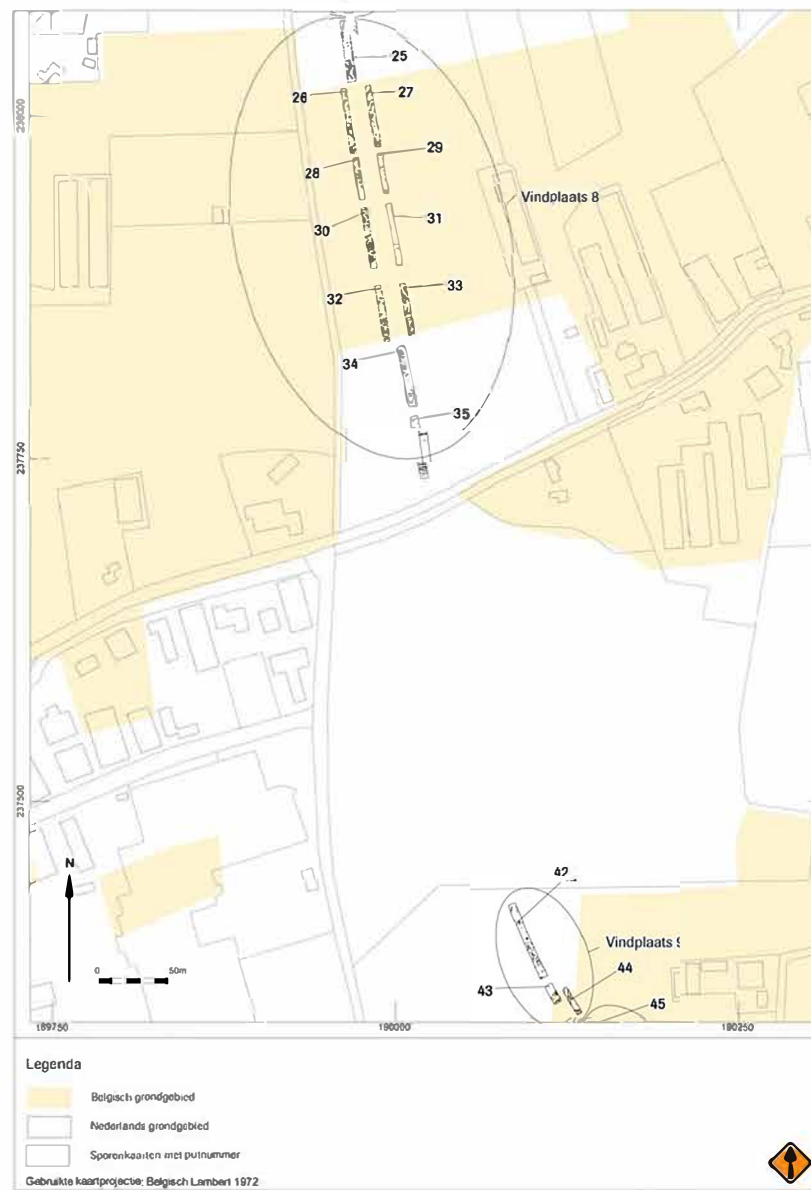 25
26
27
238000
28
29
Vindplaats 8
30
31
32
33
34
35
237750
237500
N
42
0 50m
Vindplaats 9
43
44
45
189750
190000
190250
Legenda
Belgisch grondgebied
Nederlands grondgebied
Sporenkaarten met putnummer
Gebruikte kaartprojectie: Belgisch Lambert 1972